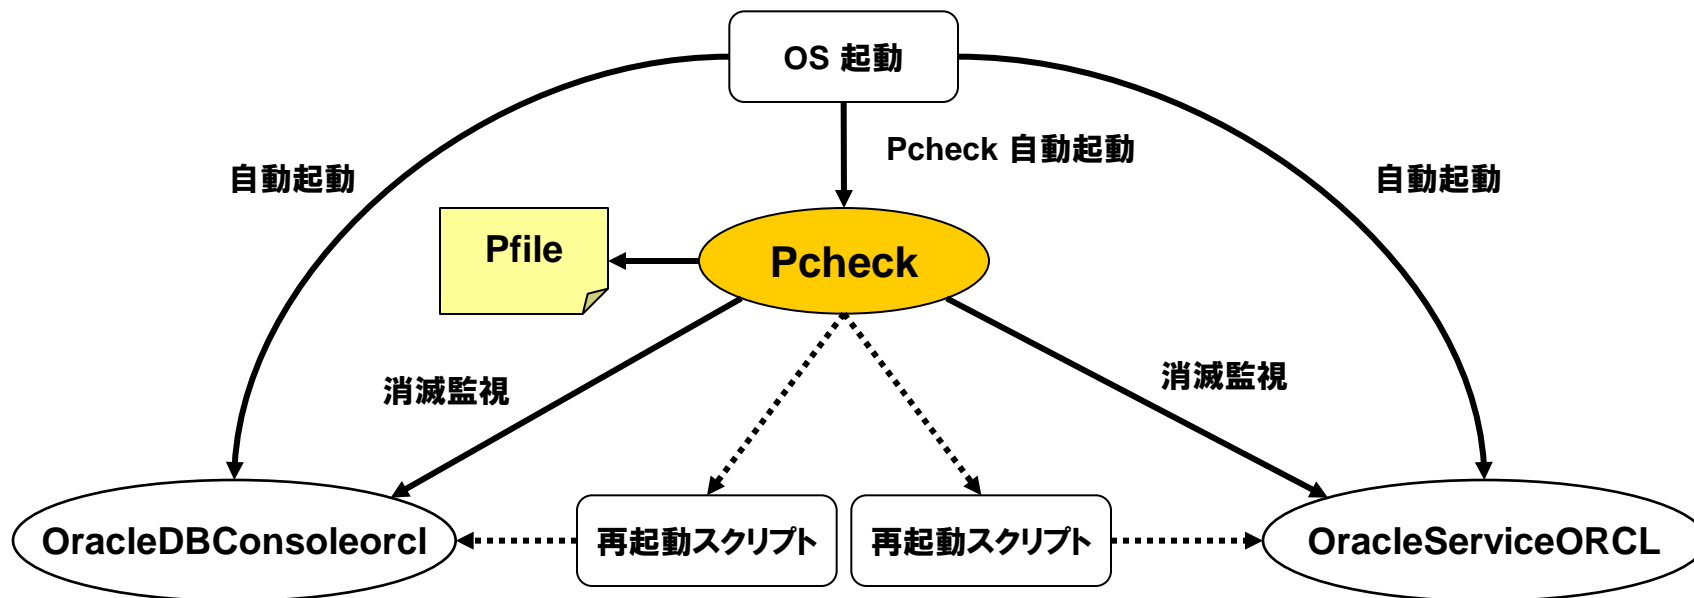 OS 起動
Pcheck 自動起動
自動起動
自動起動
Pfile
Pcheck
消滅監視
消滅監視
OracleDBConsoleorcl
再起動スクリプト
再起動スクリプト
OracleServiceORCL